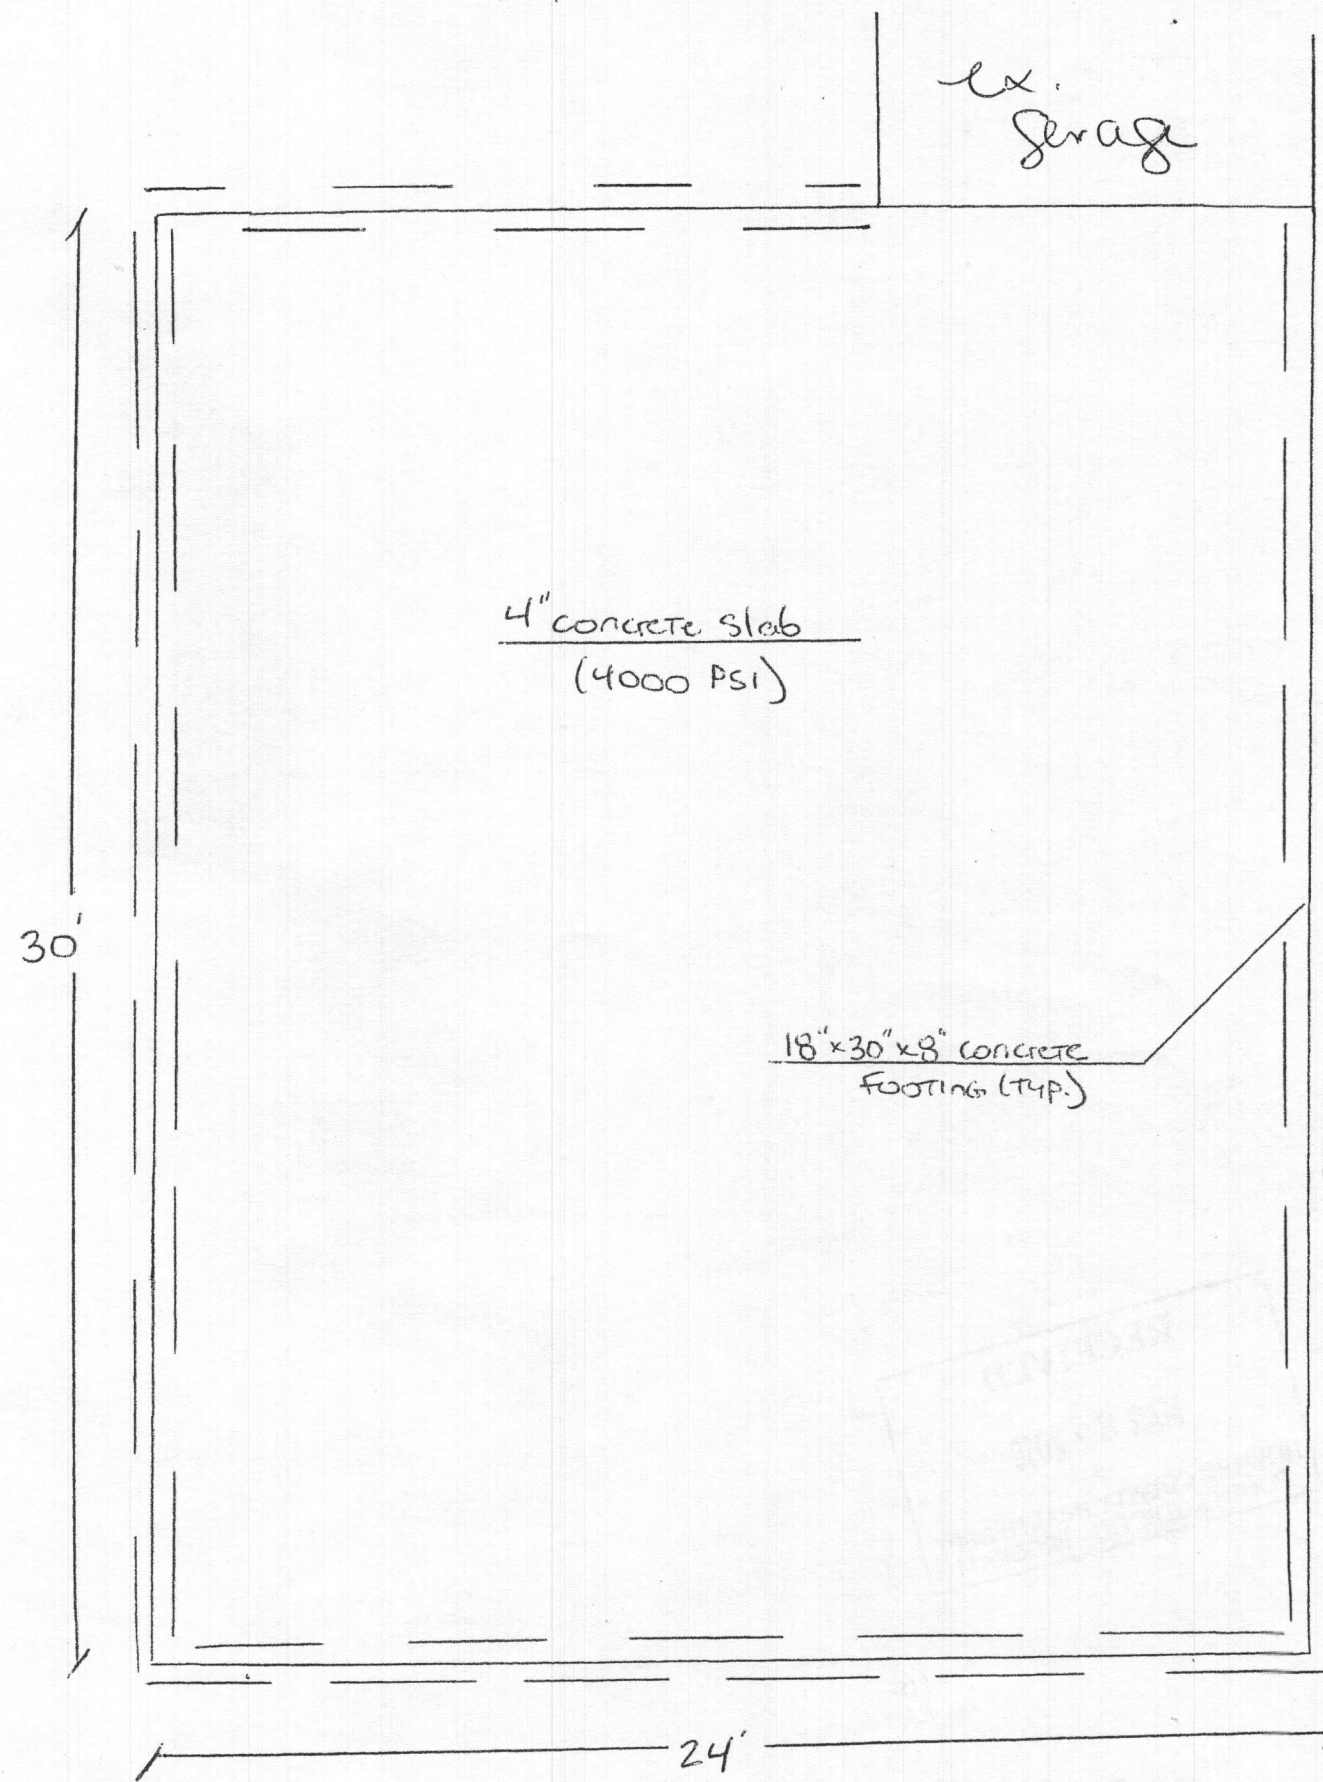 ex.
garage
4" concrete slab
(4000 PSI)
30'
18"x30"x8" concrete
Footing (TYP.)
24'